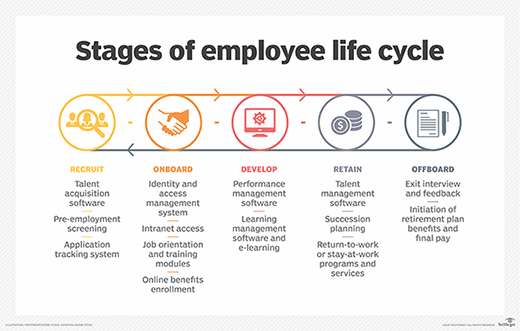 Stages of employee life cycle
RECRUIT
Talent
acquisition
software
Pre-employment
screening
Application
tracking system
ONBOARD
Identity and
access
management
system
Intranet access
Job orientation
and training
modules
Online benefits
enrollment
DEVELOP
Performance
management
software
Learning
management
software and
e-learning
RETAIN
Talent
management
software
Succession
planning
Return-to-work
or stay-at-work
programs and
services
OFFBOARD
Exit interview
and feedback
Initiation of
retirement plan
benefits and
final pay
TechTarget